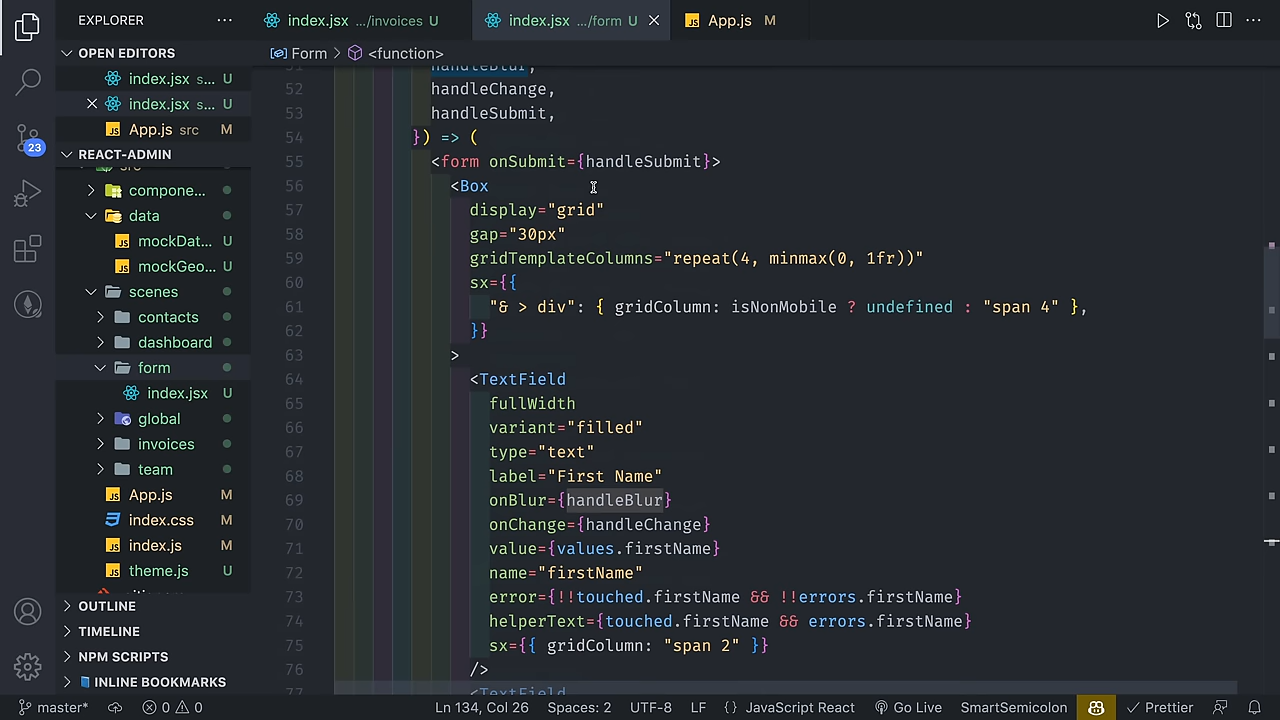 EXPLORER
index.jsx .../invoices U
index.jsx .../form U
App.js M
OPEN EDITORS
index.jsx s... U
index.jsx s... U
App.js src M
REACT-ADMIN
src
compone...
data
mockDat... U
mockGeo... U
scenes
contacts
dashboard
form
index.jsx U
global
invoices
team
App.js M
index.css M
index.js M
theme.js U
OUTLINE
TIMELINE
NPM SCRIPTS
INLINE BOOKMARKS
23
Form > <function>
51 handleBlur,
52 handleChange,
53 handleSubmit,
54 }) => (
55 <form onSubmit={handleSubmit}>
56 <Box
57 display="grid"
58 gap="30px"
59 gridTemplateColumns="repeat(4, minmax(0, 1fr))"
60 sx={{
61 "& > div": { gridColumn: isNonMobile ? undefined : "span 4" },
62 }}
63 >
64 <TextField
65 fullWidth
66 variant="filled"
67 type="text"
68 label="First Name"
69 onBlur={handleBlur}
70 onChange={handleChange}
71 value={values.firstName}
72 name="firstName"
73 error={!!touched.firstName && !!errors.firstName}
74 helperText={touched.firstName && errors.firstName}
75 sx={{ gridColumn: "span 2" }}
76 />
77 <TextField
master* 0 0 Ln 134, Col 26 Spaces: 2 UTF-8 LF {} JavaScript React Go Live SmartSemicolon Prettier